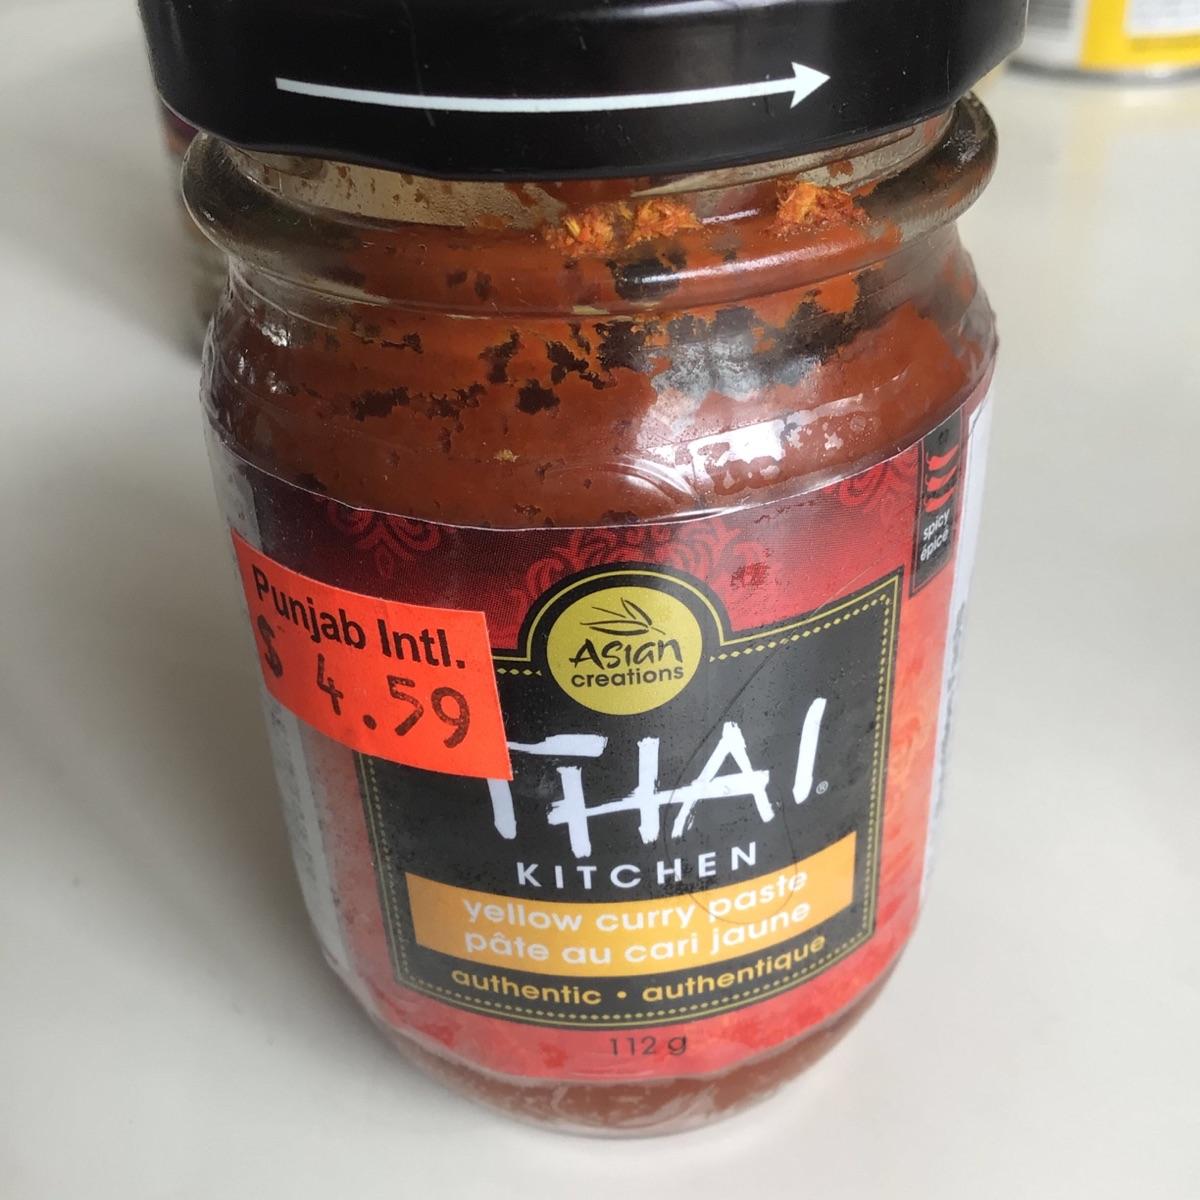 spicy
épicé
Punjab Intl.
$ 4.59
Asian
creations
THAI®
KITCHEN
yellow curry paste
pâte au cari jaune
authentic • authentique
112 g